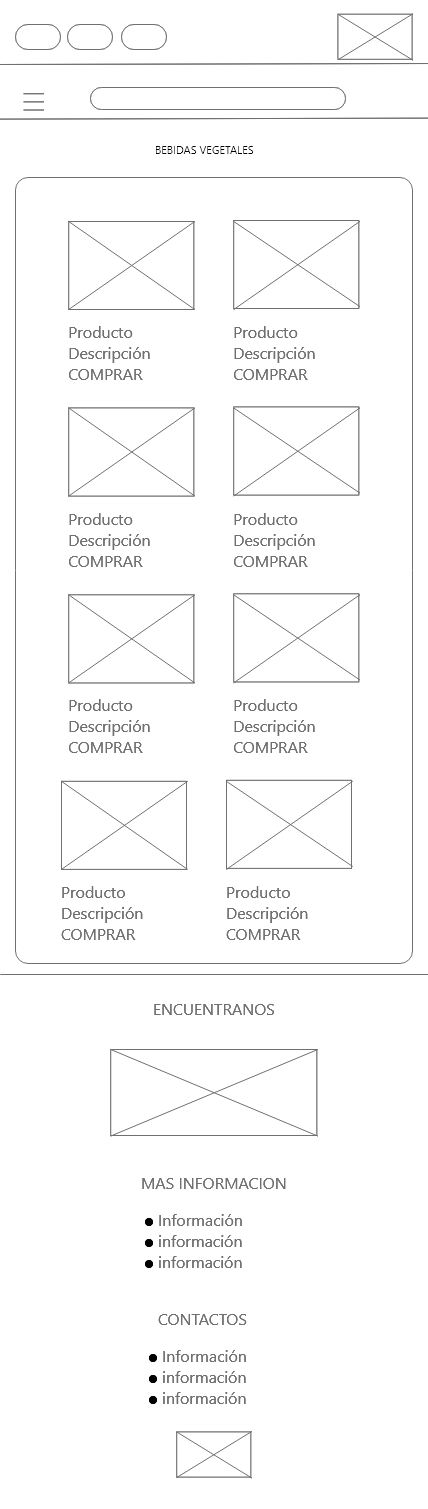 BEBIDAS VEGETALES
Producto
Descripción
COMPRAR
Producto
Descripción
COMPRAR
Producto
Descripción
COMPRAR
Producto
Descripción
COMPRAR
Producto
Descripción
COMPRAR
Producto
Descripción
COMPRAR
Producto
Descripción
COMPRAR
Producto
Descripción
COMPRAR
ENCUENTRANOS
MAS INFORMACION
Información
información
información
CONTACTOS
Información
información
información